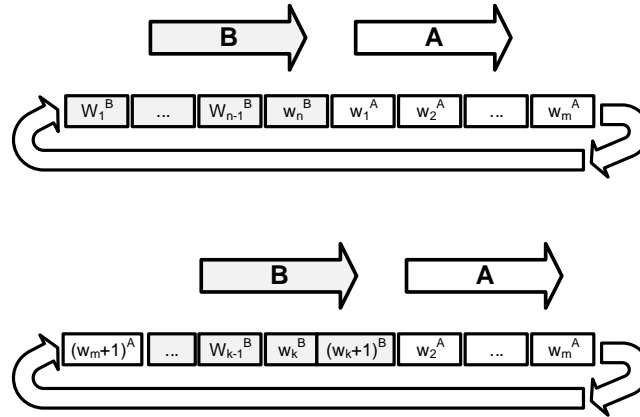 B A
W₁ᴮ ... Wₙ₋₁ᴮ wₙᴮ w₁ᴬ w₂ᴬ ... wₘᴬ
B A
(wₘ+1)ᴬ ... Wₖ₋₁ᴮ wₖᴮ (wₖ+1)ᴮ w₂ᴬ ... wₘᴬ